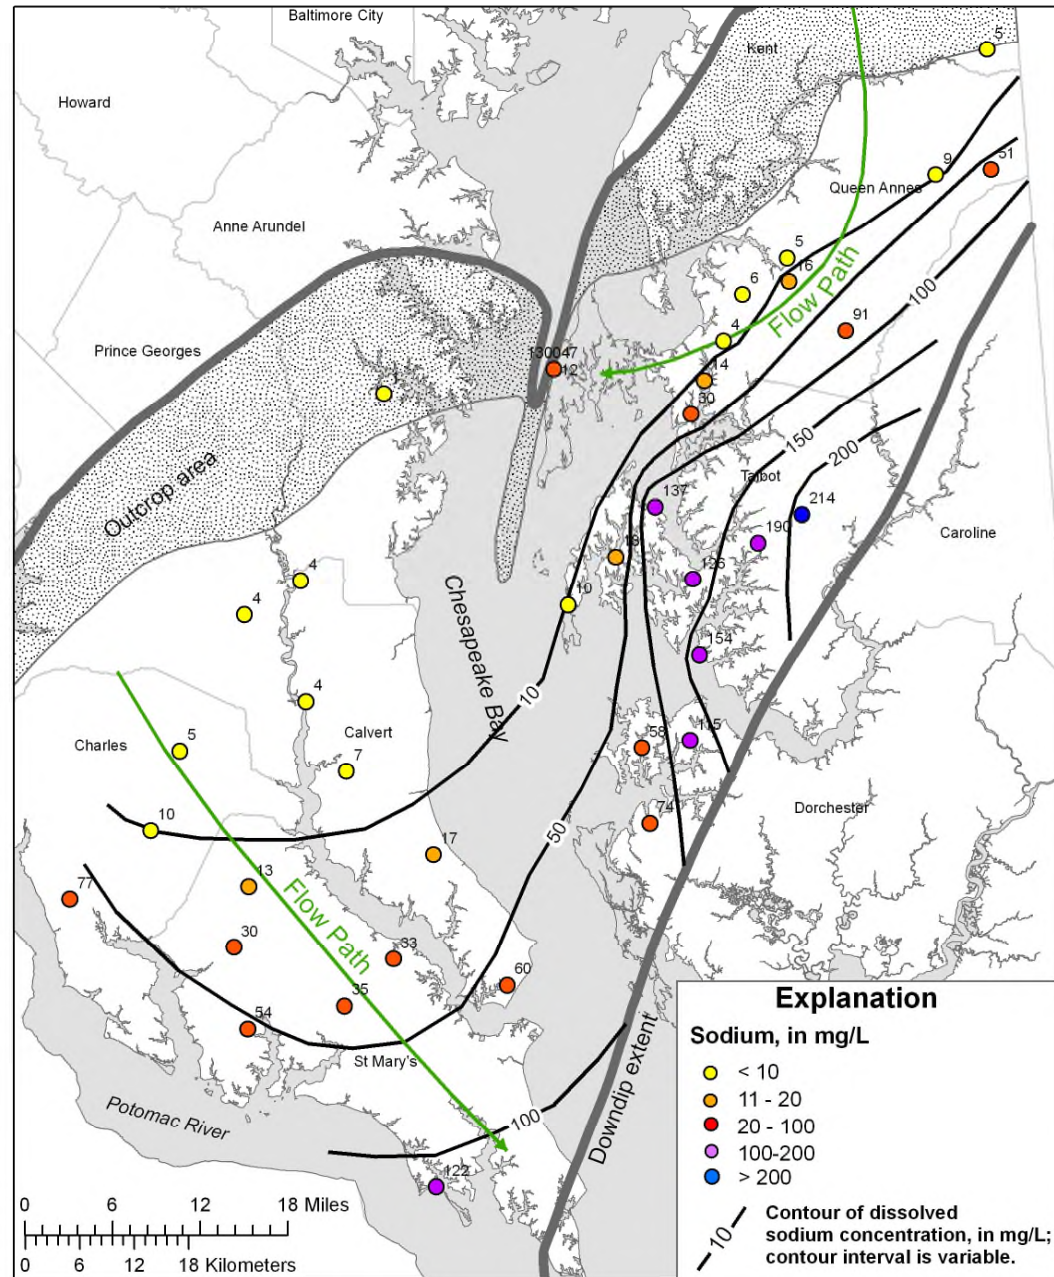 Baltimore City
Kent
5
Howard
9
51
Queen Annes
Anne Arundel
5
16
6
Flow Path
100
91
4
Prince Georges
130047
12
14
30
Outcrop area
150
Talbot
200
137
214
190
Caroline
126
4
4
Chesapeake Bay
10
154
10
4
Charles
Calvert
5
58
115
7
Dorchester
74
10
50
17
13
77
Flow Path
30
33
60
35
54
St Mary's
Potomac River
100
Downdip extent
122
Explanation
Sodium, in mg/L
< 10
11 - 20
20 - 100
100-200
> 200
10
Contour of dissolved
sodium concentration, in mg/L;
contour interval is variable.
0 6 12 18 Miles
0 6 12 18 Kilometers